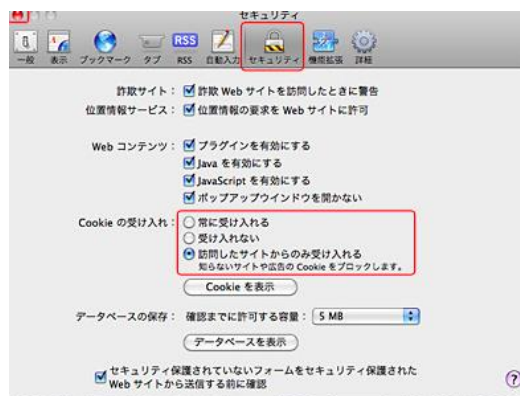 セキュリティ
RSS
一般 表示 ブックマーク タブ RSS 自動入力 セキュリティ 機能拡張 詳細
詐欺サイト： 詐欺 Web サイトを訪問したときに警告
位置情報サービス： 位置情報の要求を Web サイトに許可
Web コンテンツ： プラグインを有効にする
Java を有効にする
JavaScript を有効にする
ポップアップウインドウを開かない
Cookie の受け入れ： 常に受け入れる
受け入れない
訪問したサイトからのみ受け入れる
知らないサイトや広告の Cookie をブロックします。
Cookie を表示
データベースの保存： 確認までに許可する容量： 5 MB
データベースを表示
セキュリティ保護されていないフォームをセキュリティ保護された
Web サイトから送信する前に確認
?